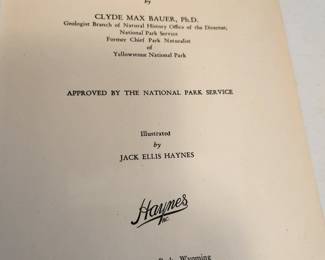 by
CLYDE MAX BAUER, Ph.D.
Geologist Branch of Natural History Office of the Director,
National Park Service
Former Chief Park Naturalist
of
Yellowstone National Park
APPROVED BY THE NATIONAL PARK SERVICE
Illustrated
by
JACK ELLIS HAYNES
Haynes
Inc.
Wyoming